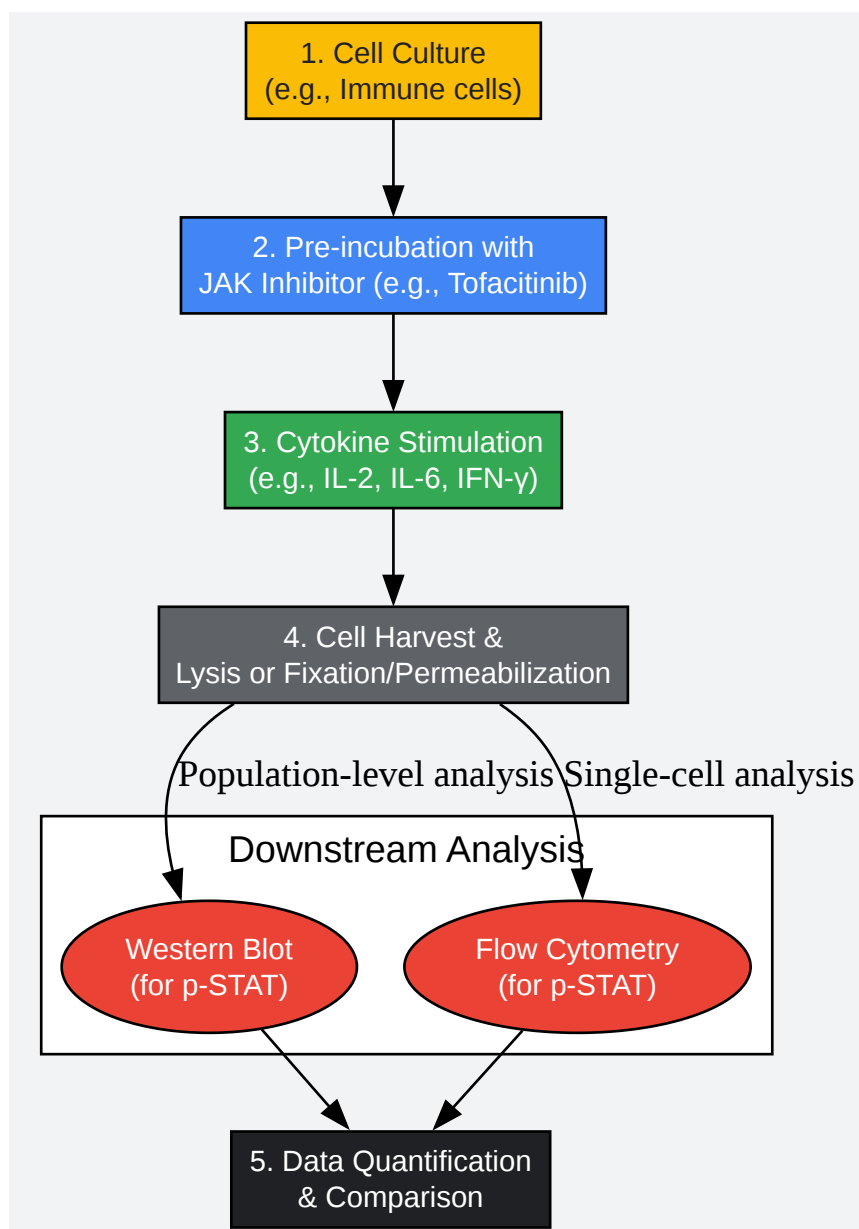 1. Cell Culture
(e.g., Immune cells)
2. Pre-incubation with
JAK Inhibitor (e.g., Tofacitinib)
3. Cytokine Stimulation
(e.g., IL-2, IL-6, IFN-γ)
4. Cell Harvest &
Lysis or Fixation/Permeabilization
Population-level analysis
Single-cell analysis
Downstream Analysis
Western Blot
(for p-STAT)
Flow Cytometry
(for p-STAT)
5. Data Quantification
& Comparison